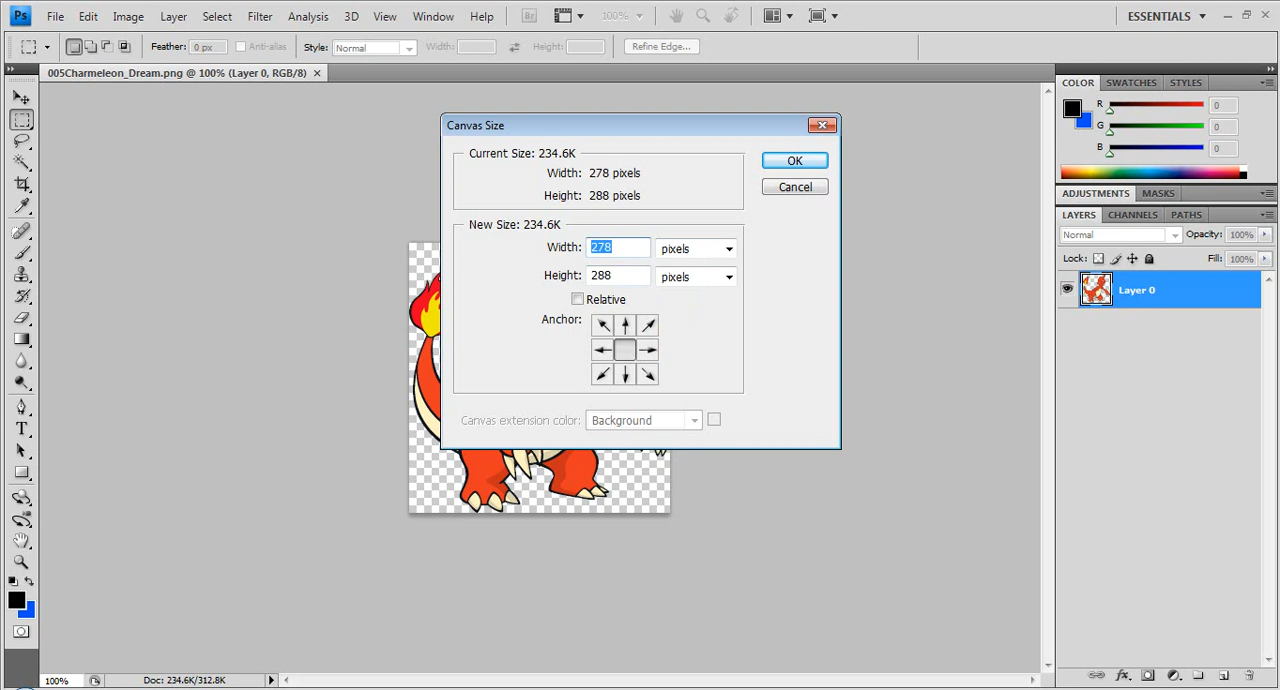 Ps File Edit Image Layer Select Filter Analysis 3D View Window Help Br 100% ESSENTIALS
Feather: 0 px Anti-alias Style: Normal Width: Height: Refine Edge...
005Charmeleon_Dream.png @ 100% (Layer 0, RGB/8)
COLOR SWATCHES STYLES
R 0
G 0
B 0
ADJUSTMENTS MASKS
LAYERS CHANNELS PATHS
Normal Opacity: 100%
Lock: Fill: 100%
Layer 0
Canvas Size
Current Size: 234.6K
Width: 278 pixels
Height: 288 pixels
OK
Cancel
New Size: 234.6K
Width: 278 pixels
Height: 288 pixels
Relative
Anchor:
Canvas extension color: Background
T
100% Doc: 234.6K/312.8K
fx